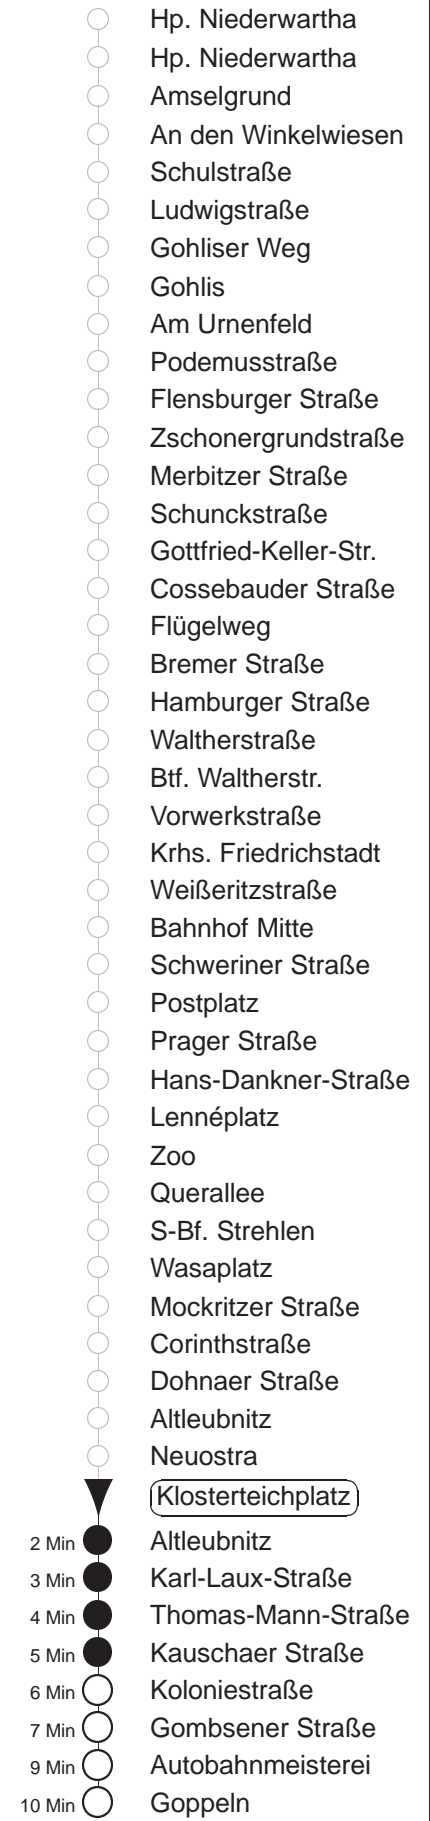 Hp. Niederwartha
Hp. Niederwartha
Amselgrund
An den Winkelwiesen
Schulstraße
Ludwigstraße
Gohliser Weg
Gohlis
Am Urnenfeld
Podemusstraße
Flensburger Straße
Zschonergrundstraße
Merbitzer Straße
Schunckstraße
Gottfried-Keller-Str.
Cossebauder Straße
Flügelweg
Bremer Straße
Hamburger Straße
Waltherstraße
Btf. Waltherstr.
Vorwerkstraße
Krhs. Friedrichstadt
Weißeritzstraße
Bahnhof Mitte
Schweriner Straße
Postplatz
Prager Straße
Hans-Dankner-Straße
Lennéplatz
Zoo
Querallee
S-Bf. Strehlen
Wasaplatz
Mockritzer Straße
Corinthstraße
Dohnaer Straße
Altleubnitz
Neuostra
Klosterteichplatz
2 Min Altleubnitz
3 Min Karl-Laux-Straße
4 Min Thomas-Mann-Straße
5 Min Kauschaer Straße
6 Min Koloniestraße
7 Min Gombsener Straße
9 Min Autobahnmeisterei
10 Min Goppeln